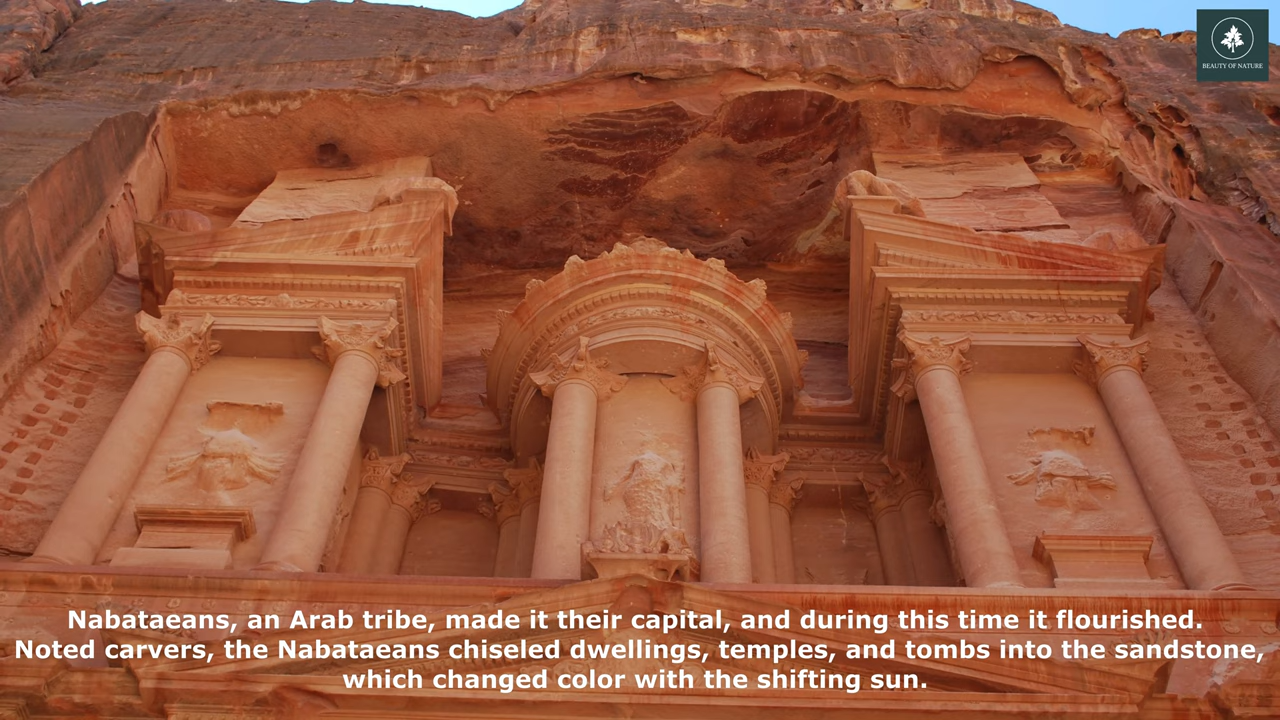 BEAUTY OF NATURE
Nabataeans, an Arab tribe, made it their capital, and during this time it flourished.
Noted carvers, the Nabataeans chiseled dwellings, temples, and tombs into the sandstone,
which changed color with the shifting sun.